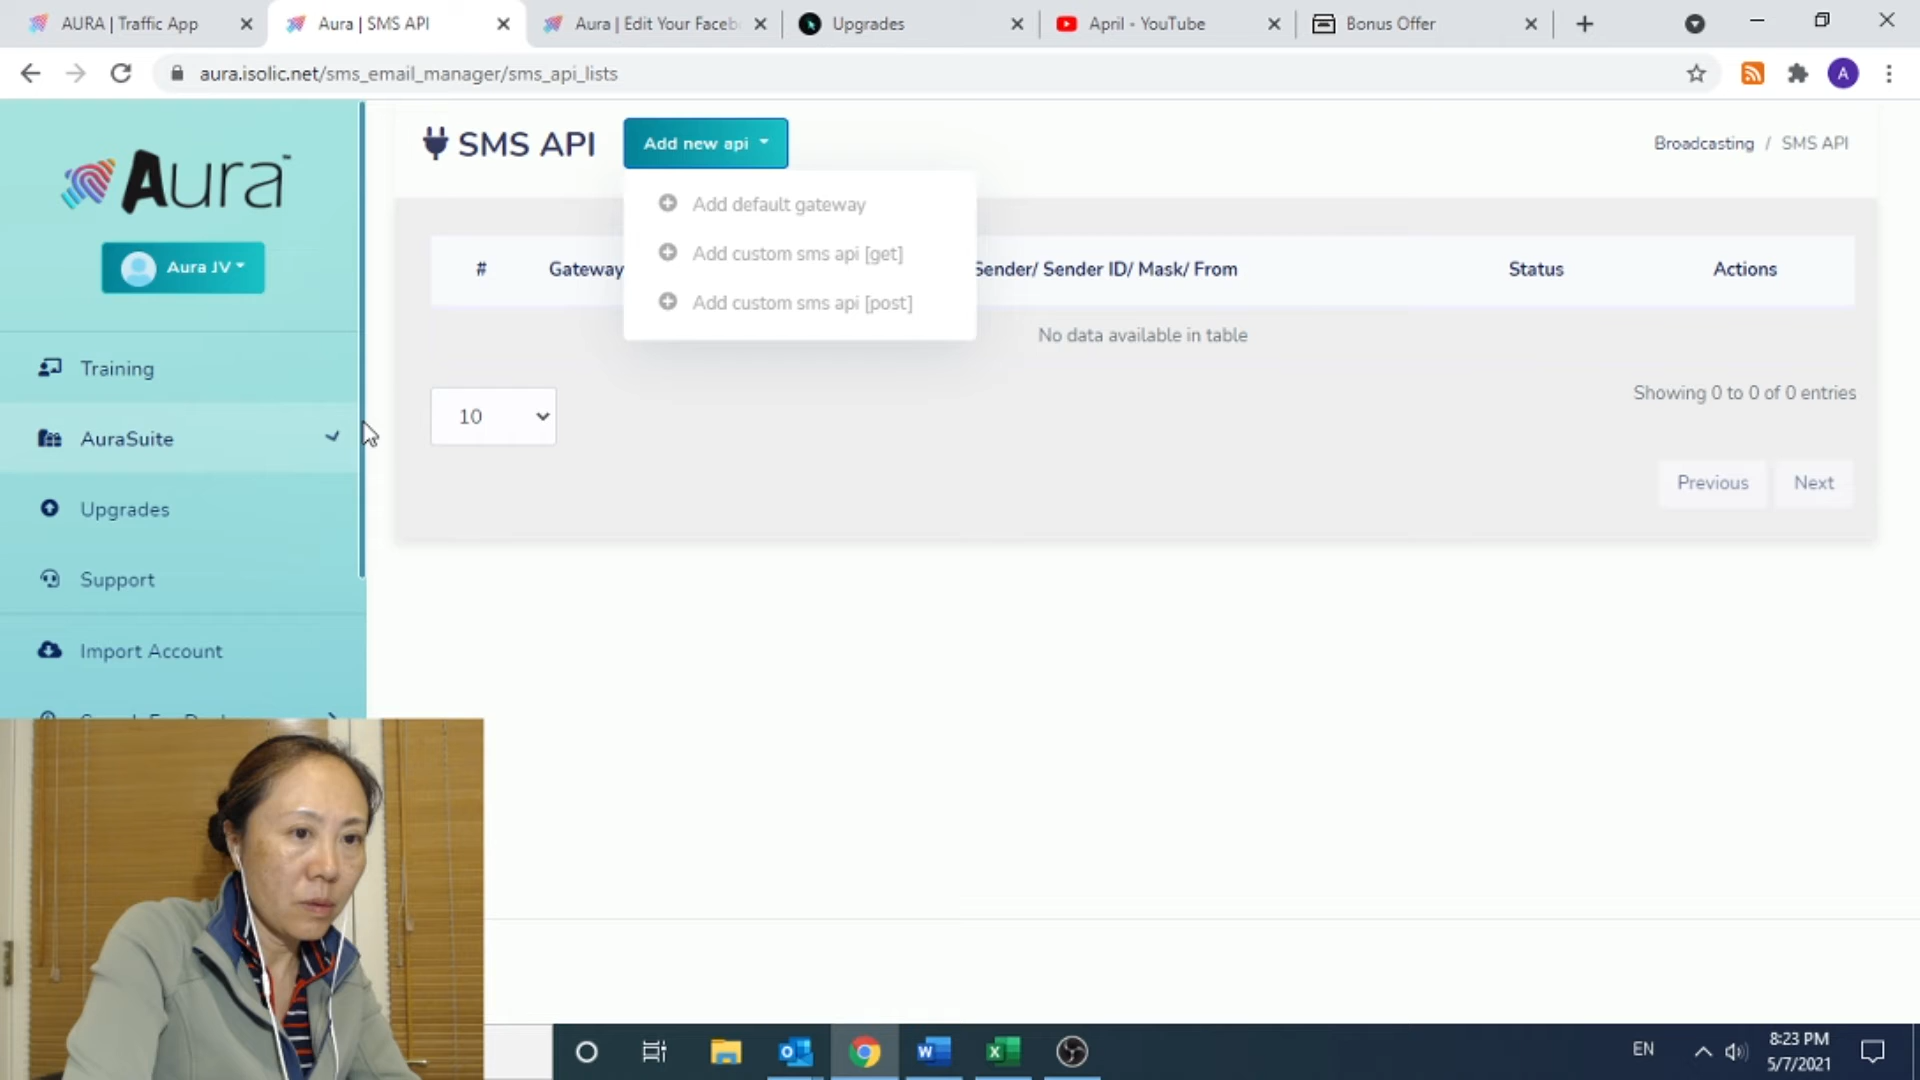 AURA | Traffic App
Aura | SMS API
Aura | Edit Your Faceb
Upgrades
April - YouTube
Bonus Offer
aura.isolic.net/sms_email_manager/sms_api_lists
A
Aura™
Aura JV
Training
AuraSuite
Upgrades
Support
Import Account
SMS API
Add new api
Broadcasting / SMS API
Add default gateway
Add custom sms api [get]
Add custom sms api [post]
# Gateway Sender/ Sender ID/ Mask/ From Status Actions
No data available in table
10
Showing 0 to 0 of 0 entries
Previous Next
EN
8:23 PM
5/7/2021